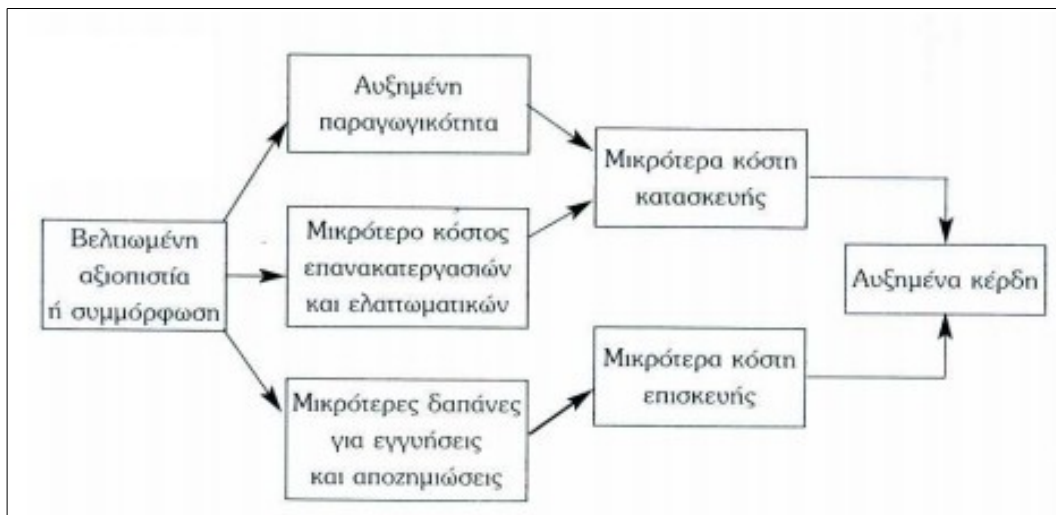 Αυξημένη
παραγωγικότητα
Μικρότερα κόστη
κατασκευής
Βελτιωμένη
αξιοπιστία
ή συμμόρφωση
Μικρότερο κόστος
επανακατεργασιών
και ελαττωματικών
Αυξημένα κέρδη
Μικρότερα κόστη
επισκευής
Μικρότερες δαπάνες
για εγγυήσεις
και αποζημιώσεις